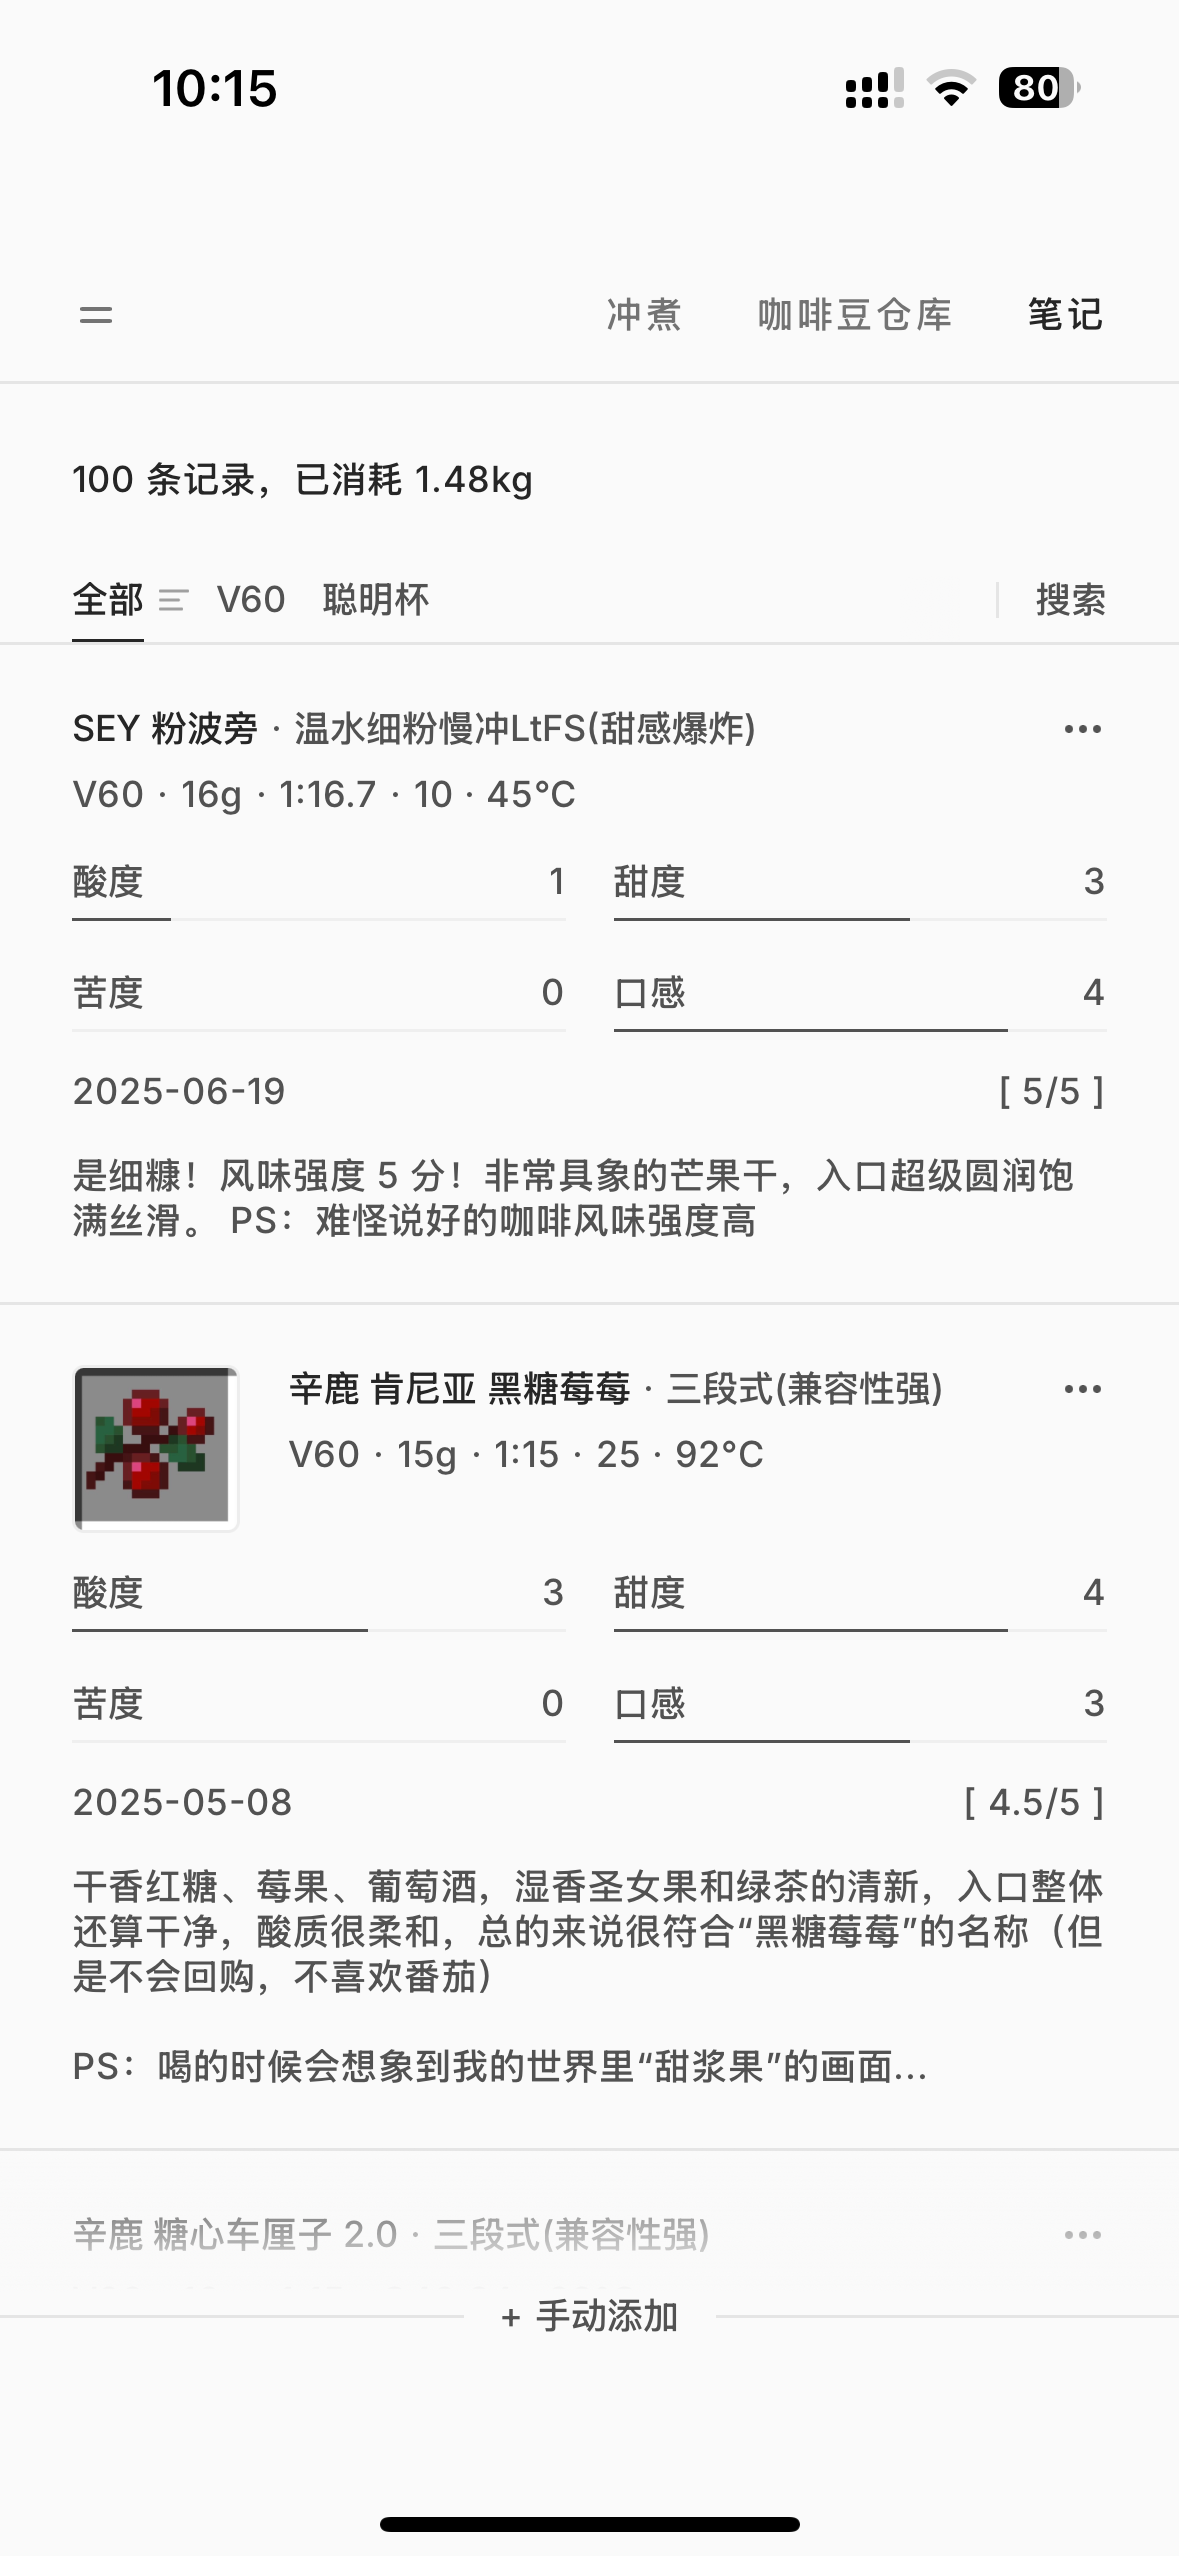 10:15
80
冲煮 咖啡豆仓库 笔记
100 条记录，已消耗 1.48kg
全部 V60 聪明杯 搜索
SEY 粉波旁 · 温水细粉慢冲LtFS(甜感爆炸)
V60 · 16g · 1:16.7 · 10 · 45°C
酸度 1 甜度 3
苦度 0 口感 4
2025-06-19 [ 5/5 ]
是细糠！风味强度 5 分！非常具象的芒果干，入口超级圆润饱
满丝滑。 PS：难怪说好的咖啡风味强度高
辛鹿 肯尼亚 黑糖莓莓 · 三段式(兼容性强)
V60 · 15g · 1:15 · 25 · 92°C
酸度 3 甜度 4
苦度 0 口感 3
2025-05-08 [ 4.5/5 ]
干香红糖、莓果、葡萄酒，湿香圣女果和绿茶的清新，入口整体
还算干净，酸质很柔和，总的来说很符合“黑糖莓莓”的名称（但
是不会回购，不喜欢番茄）
PS：喝的时候会想象到我的世界里“甜浆果”的画面...
辛鹿 糖心车厘子 2.0 · 三段式(兼容性强)
+ 手动添加